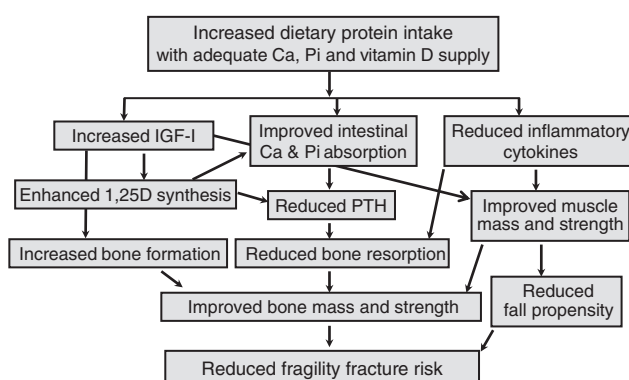 Increased dietary protein intake
with adequate Ca, Pi and vitamin D supply
Increased IGF-I
Improved intestinal
Ca & Pi absorption
Reduced inflammatory
cytokines
Enhanced 1,25D synthesis
Reduced PTH
Improved muscle
mass and strength
Increased bone formation
Reduced bone resorption
Reduced
fall propensity
Improved bone mass and strength
Reduced fragility fracture risk